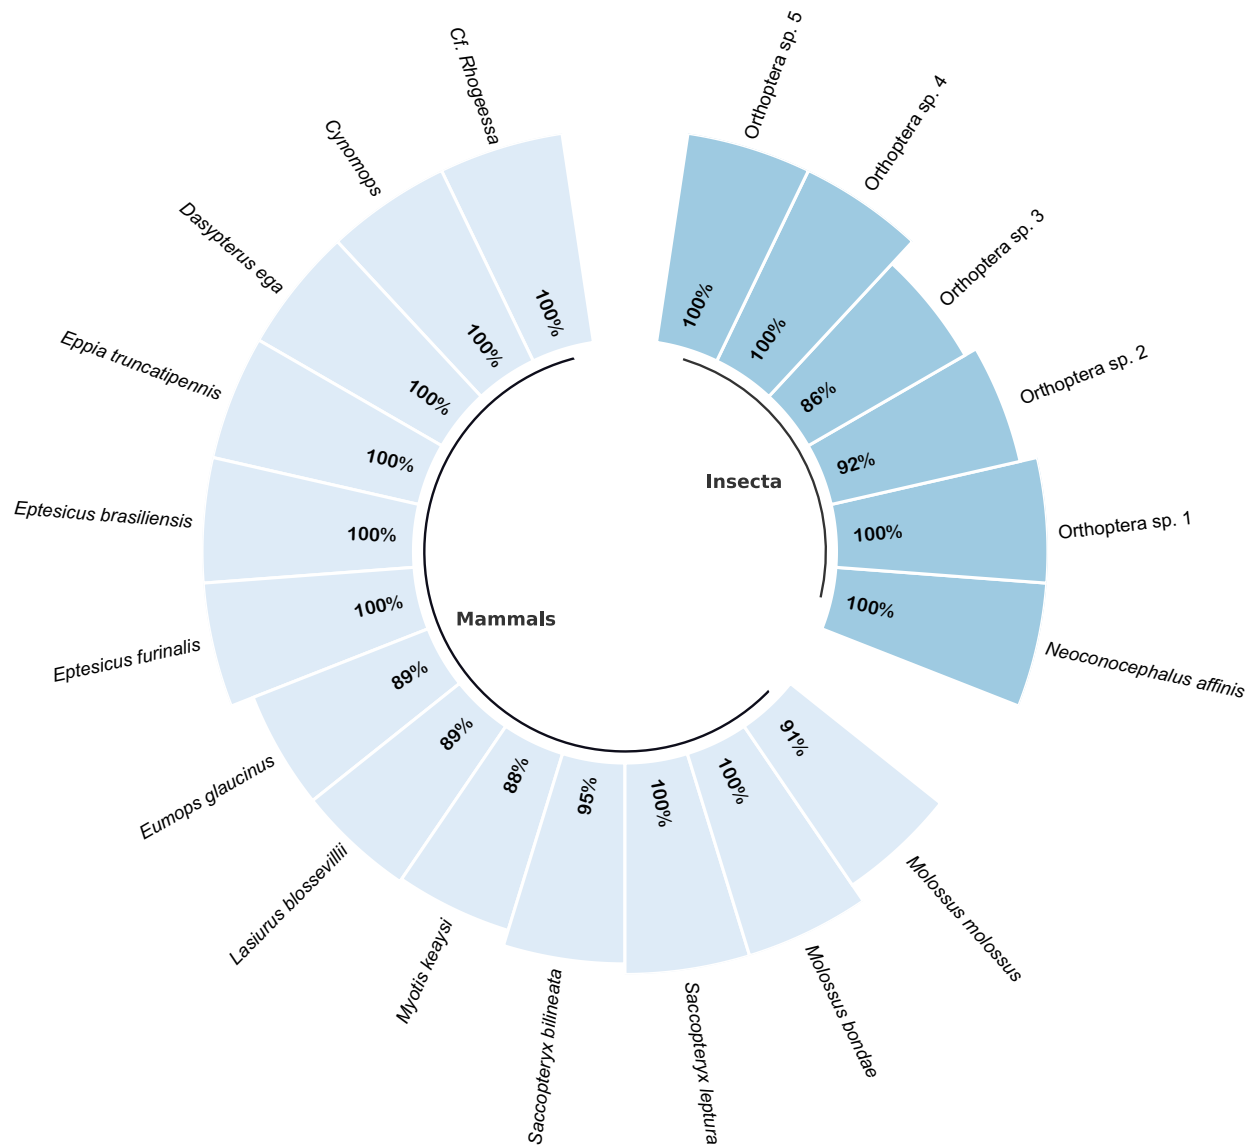 Orthoptera sp. 5
100%
Orthoptera sp. 4
100%
Orthoptera sp. 3
86%
Orthoptera sp. 2
92%
Orthoptera sp. 1
100%
Neoconocephalus affinis
100%
Insecta
Molossus molossus
91%
Molossus bondae
100%
Saccopteryx leptura
100%
Saccopteryx bilineata
95%
Myotis keaysi
88%
Lasiurus blossevillii
89%
Eumops glaucinus
89%
Eptesicus furinalis
100%
Eptesicus brasiliensis
100%
Eppia truncatipennis
100%
Dasypterus ega
100%
Cynomops
100%
Cf. Rhogeessa
100%
Mammals